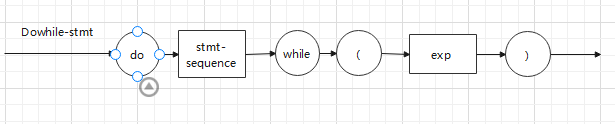 Dowhile-stmt
do
stmt-
sequence
while
(
exp
)